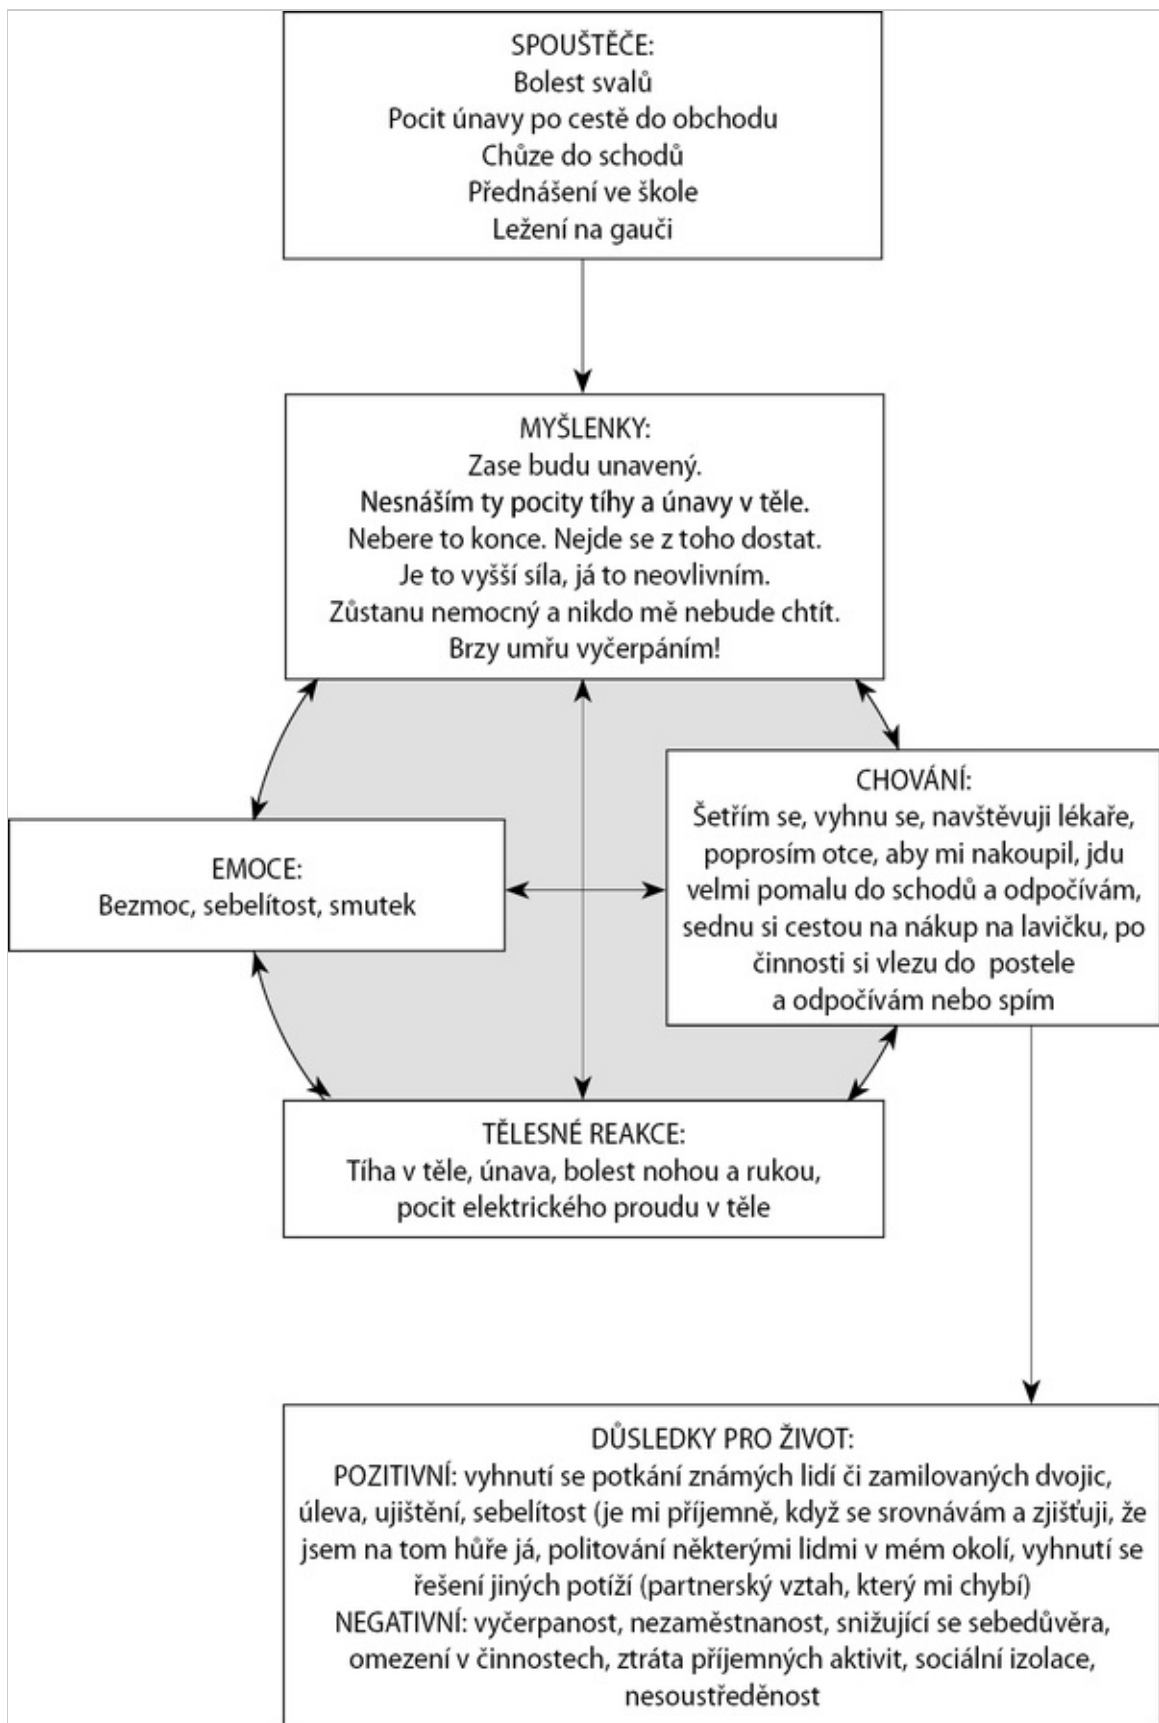 SPOUŠTĚČE:
Bolest svalů
Pocit únavy po cestě do obchodu
Chůze do schodů
Přednášení ve škole
Ležení na gauči
MYŠLENKY:
Zase budu unavený.
Nesnáším ty pocity tíhy a únavy v těle.
Nebere to konce. Nejde se z toho dostat.
Je to vyšší síla, já to neovlivním.
Zůstanu nemocný a nikdo mě nebude chtít.
Brzy umřu vyčerpáním!
EMOCE:
Bezmoc, sebelítost, smutek
CHOVÁNÍ:
Šetřím se, vyhnu se, navštěvuji lékaře,
poprosím otce, aby mi nakoupil, jdu
velmi pomalu do schodů a odpočívám,
sednu si cestou na nákup na lavičku, po
činnosti si vlezu do postele
a odpočívám nebo spím
TĚLESNÉ REAKCE:
Tíha v těle, únava, bolest nohou a rukou,
pocit elektrického proudu v těle
DŮSLEDKY PRO ŽIVOT:
POZITIVNÍ: vyhnutí se potkání známých lidí či zamilovaných dvojic,
úleva, ujištění, sebelítost (je mi příjemně, když se srovnávám a zjišťuji, že
jsem na tom hůře já, politování některými lidmi v mém okolí, vyhnutí se
řešení jiných potíží (partnerský vztah, který mi chybí)
NEGATIVNÍ: vyčerpanost, nezaměstnanost, snižující se sebedůvěra,
omezení v činnostech, ztráta příjemných aktivit, sociální izolace,
nesoustředěnost